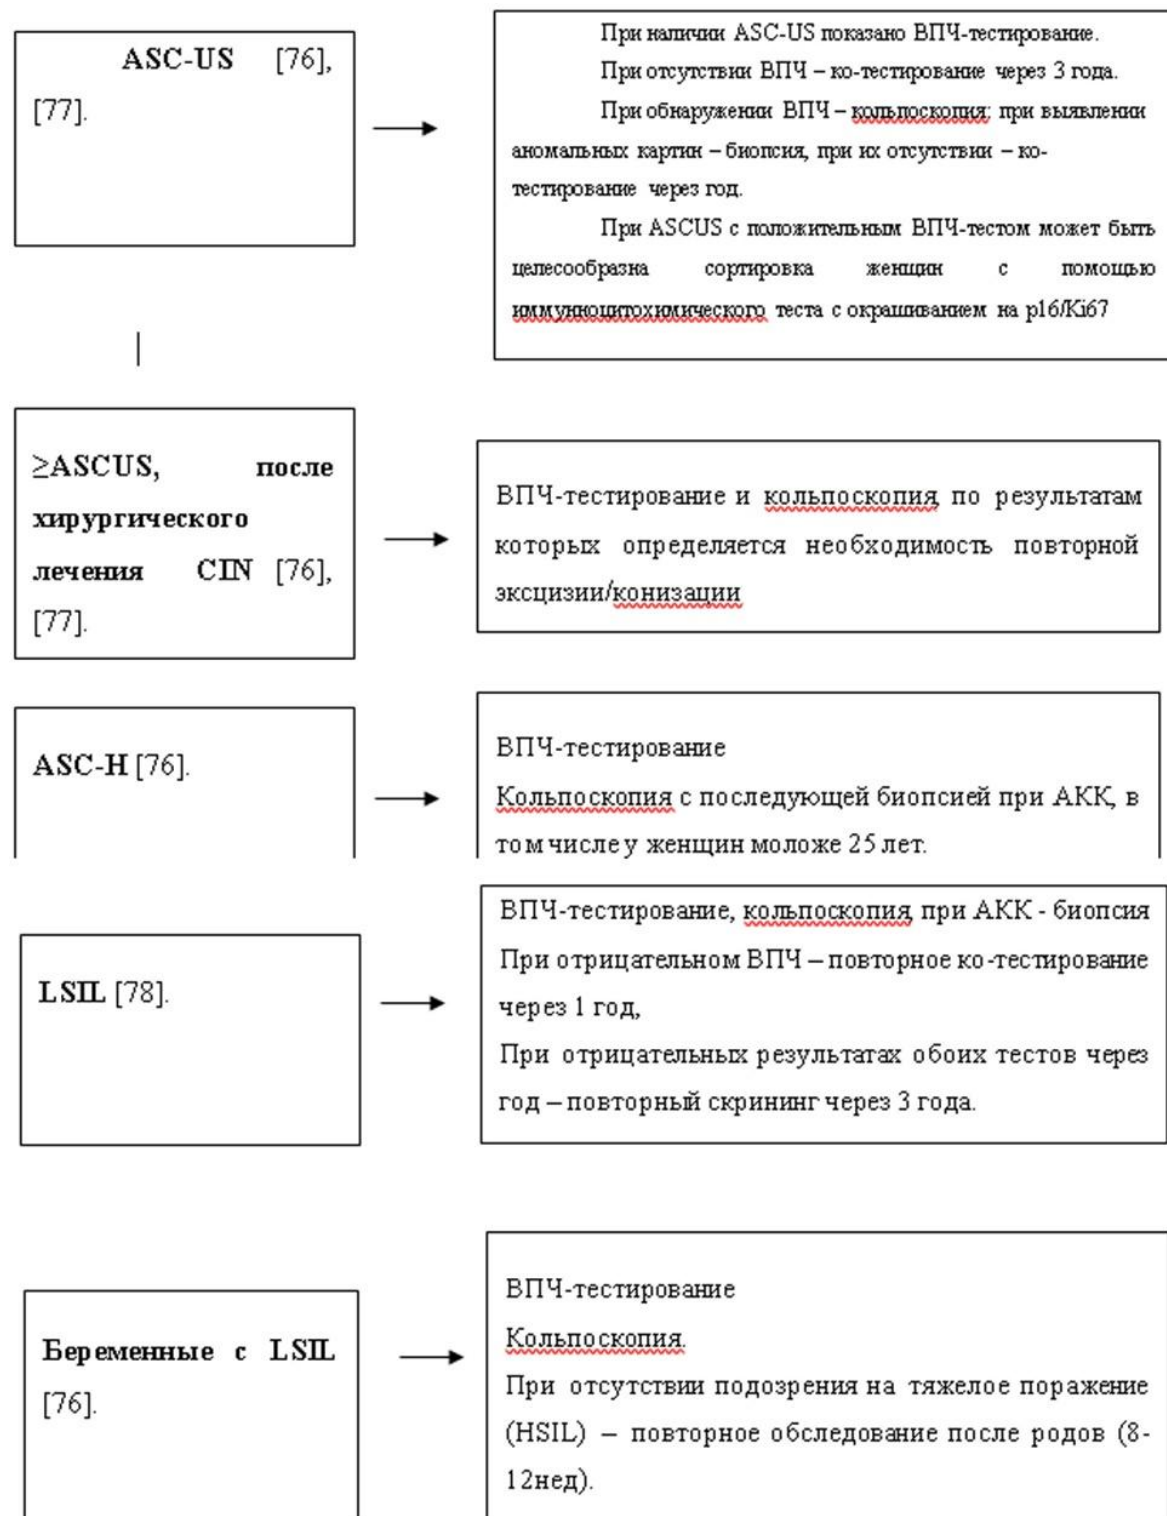 ASC-US [76],
[77].
При наличии ASC-US показано ВПЧ-тестирование.
При отсутствии ВПЧ – ко-тестирование через 3 года.
При обнаружении ВПЧ – кольпоскопия; при выявлении
аномальных картин – биопсия, при их отсутствии – ко-
тестирование через год.
При ASCUS с положительным ВПЧ-тестом может быть
целесообразна сортировка женщин с помощью
иммунноцитохимического теста с окрашиванием на p16/Ki67
≥ASCUS, после
хирургического
лечения CIN [76],
[77].
ВПЧ-тестирование и кольпоскопия, по результатам
которых определяется необходимость повторной
эксцизии/конизации
ASC-H [76].
ВПЧ-тестирование
Кольпоскопия с последующей биопсией при АКК, в
том числе у женщин моложе 25 лет.
LSIL [78].
ВПЧ-тестирование, кольпоскопия, при АКК - биопсия
При отрицательном ВПЧ – повторное ко-тестирование
через 1 год,
При отрицательных результатах обоих тестов через
год – повторный скрининг через 3 года.
Беременные с LSIL
[76].
ВПЧ-тестирование
Кольпоскопия.
При отсутствии подозрения на тяжелое поражение
(HSIL) – повторное обследование после родов (8-
12нед).